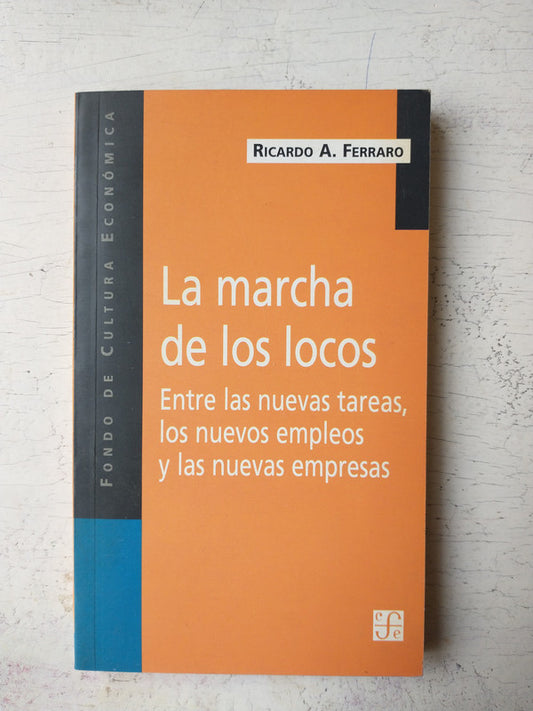 RICARDO A. FERRARO
La marcha
de los locos
Entre las nuevas tareas,
los nuevos empleos
y las nuevas empresas
FONDO DE CULTURA ECONÓMICA
cfe